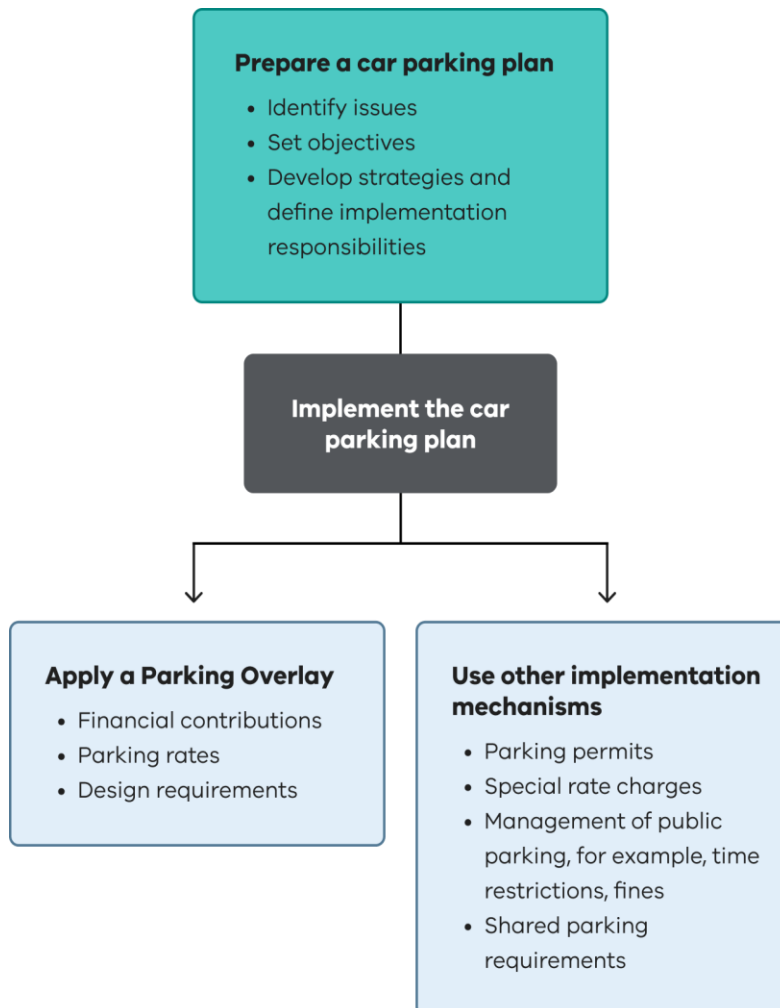 Prepare a car parking plan
• Identify issues
• Set objectives
• Develop strategies and
define implementation
responsibilities
Implement the car
parking plan
Apply a Parking Overlay
• Financial contributions
• Parking rates
• Design requirements
Use other implementation
mechanisms
• Parking permits
• Special rate charges
• Management of public
parking, for example, time
restrictions, fines
• Shared parking
requirements